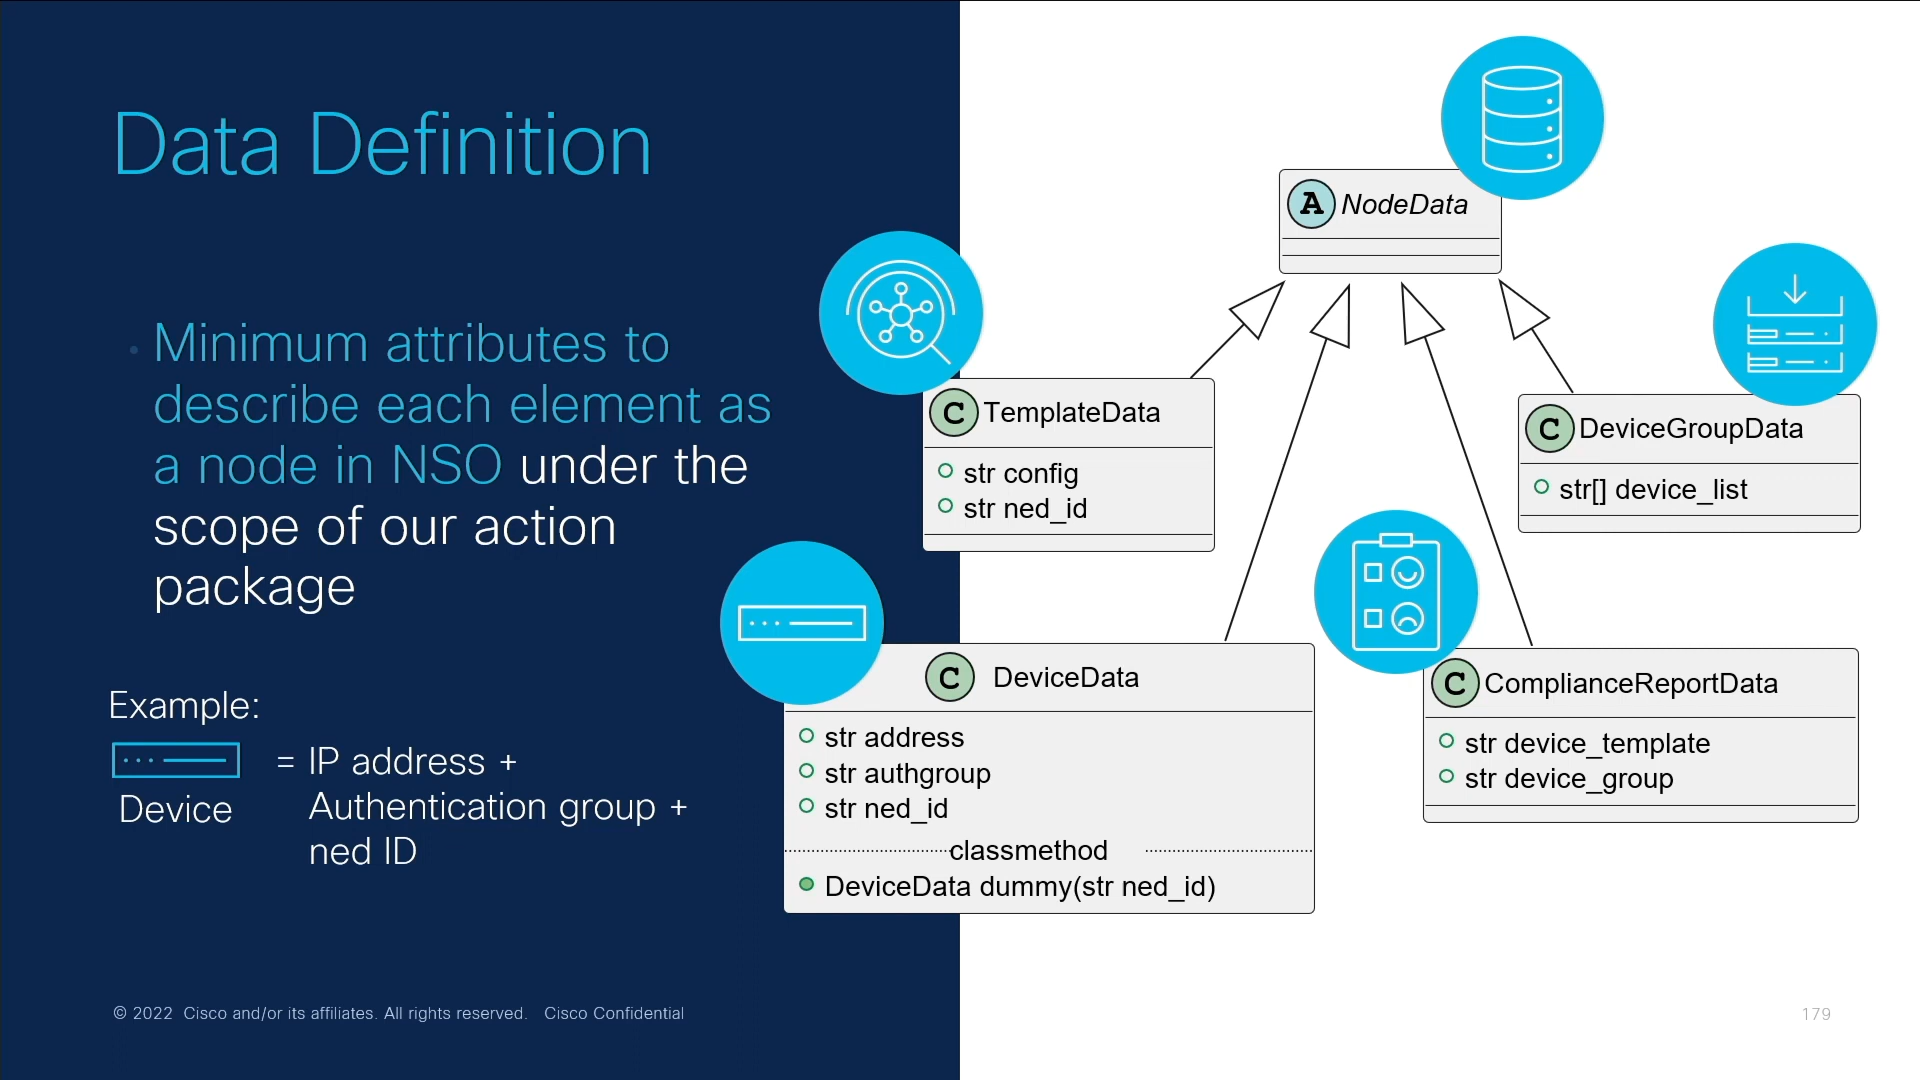 Data Definition
• Minimum attributes to
describe each element as
a node in NSO under the
scope of our action
package
Example:
= IP address +
Authentication group +
ned ID
Device
A NodeData
C TemplateData
str config
str ned_id
C DeviceGroupData
str[] device_list
C DeviceData
str address
str authgroup
str ned_id
classmethod
DeviceData dummy(str ned_id)
C ComplianceReportData
str device_template
str device_group
© 2022 Cisco and/or its affiliates. All rights reserved. Cisco Confidential
179